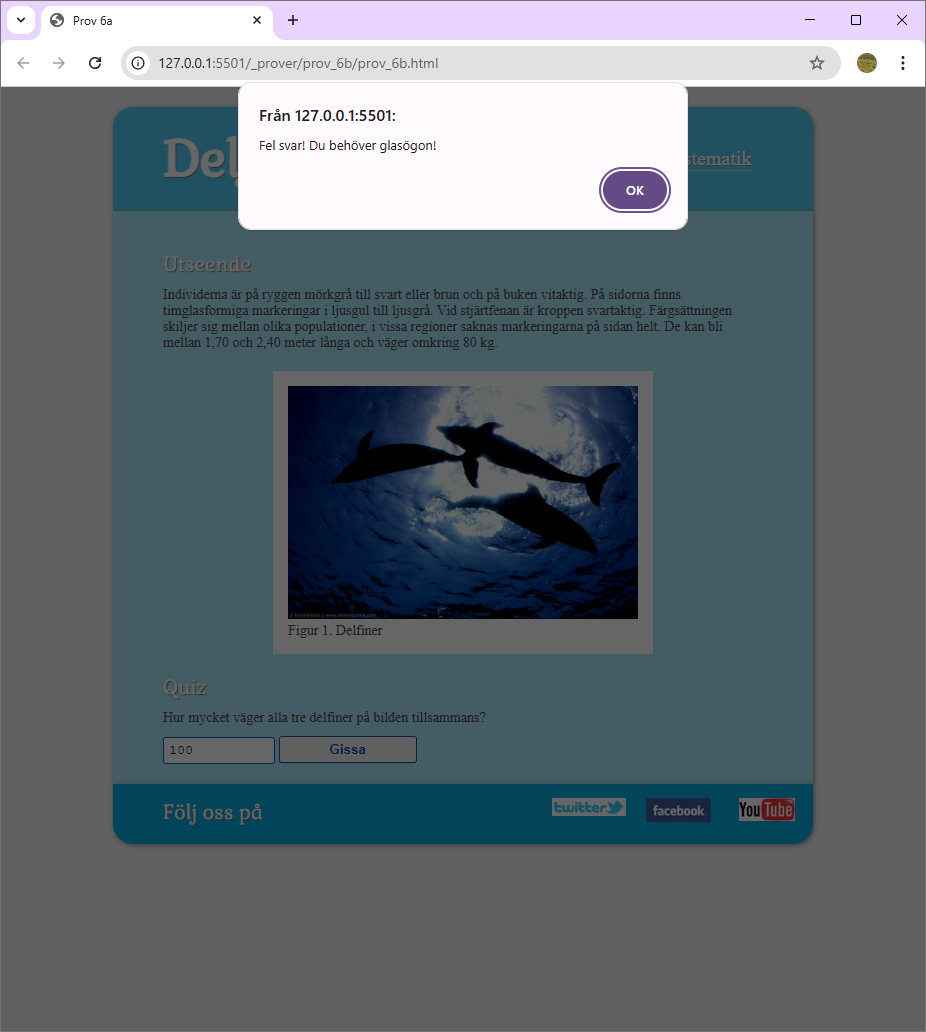 Prov 6a
127.0.0.1:5501/_prover/prov_6b/prov_6b.html
Från 127.0.0.1:5501:
Fel svar! Du behöver glasögon!
OK
Utseende
Individerna är på ryggen mörkgrå till svart eller brun och på buken vitaktig. På sidorna finns
timglasformiga markeringar i ljusgul till ljusgrå. Vid stjärtfenan är kroppen svartaktig. Färgsättningen
skiljer sig mellan olika populationer, i vissa regioner saknas markeringarna på sidan helt. De kan bli
mellan 1,70 och 2,40 meter långa och väger omkring 80 kg.
Figur 1. Delfiner
Quiz
Hur mycket väger alla tre delfiner på bilden tillsammans?
100 Gissa
Följ oss på twitter facebook YouTube